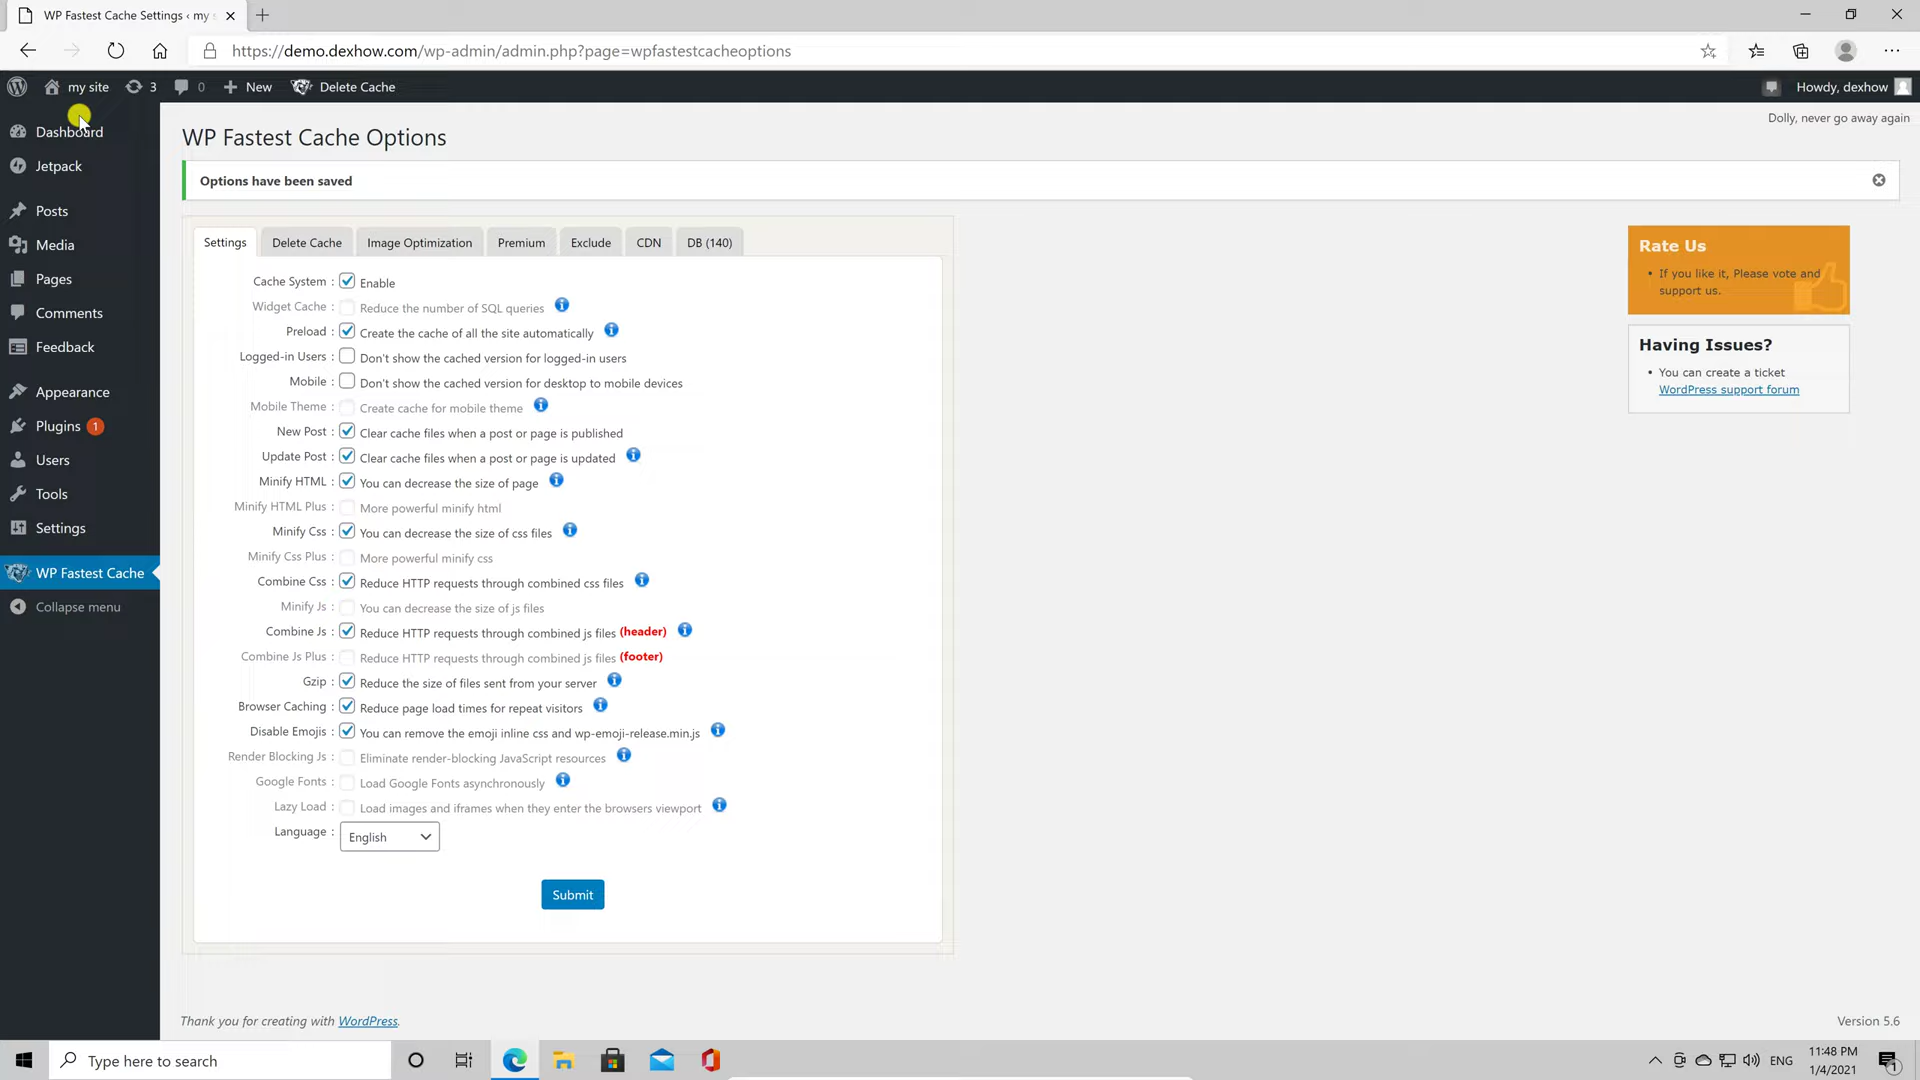 WP Fastest Cache Settings ‹ my s
https://demo.dexhow.com/wp-admin/admin.php?page=wpfastestcacheoptions
my site 3 0 New Delete Cache Howdy, dexhow
Dolly, never go away again
Dashboard
Jetpack
Posts
Media
Pages
Comments
Feedback
Appearance
Plugins 1
Users
Tools
Settings
WP Fastest Cache
Collapse menu
WP Fastest Cache Options
Options have been saved
Settings Delete Cache Image Optimization Premium Exclude CDN DB (140)
Cache System : Enable
Widget Cache : Reduce the number of SQL queries
Preload : Create the cache of all the site automatically
Logged-in Users : Don't show the cached version for logged-in users
Mobile : Don't show the cached version for desktop to mobile devices
Mobile Theme : Create cache for mobile theme
New Post : Clear cache files when a post or page is published
Update Post : Clear cache files when a post or page is updated
Minify HTML : You can decrease the size of page
Minify HTML Plus : More powerful minify html
Minify Css : You can decrease the size of css files
Minify Css Plus : More powerful minify css
Combine Css : Reduce HTTP requests through combined css files
Minify Js : You can decrease the size of js files
Combine Js : Reduce HTTP requests through combined js files (header)
Combine Js Plus : Reduce HTTP requests through combined js files (footer)
Gzip : Reduce the size of files sent from your server
Browser Caching : Reduce page load times for repeat visitors
Disable Emojis : You can remove the emoji inline css and wp-emoji-release.min.js
Render Blocking Js : Eliminate render-blocking JavaScript resources
Google Fonts : Load Google Fonts asynchronously
Lazy Load : Load images and iframes when they enter the browsers viewport
Language : English
Submit
Rate Us
• If you like it, Please vote and
support us.
Having Issues?
• You can create a ticket
WordPress support forum
Thank you for creating with WordPress.
Version 5.6
Type here to search
ENG
11:48 PM
1/4/2021
1